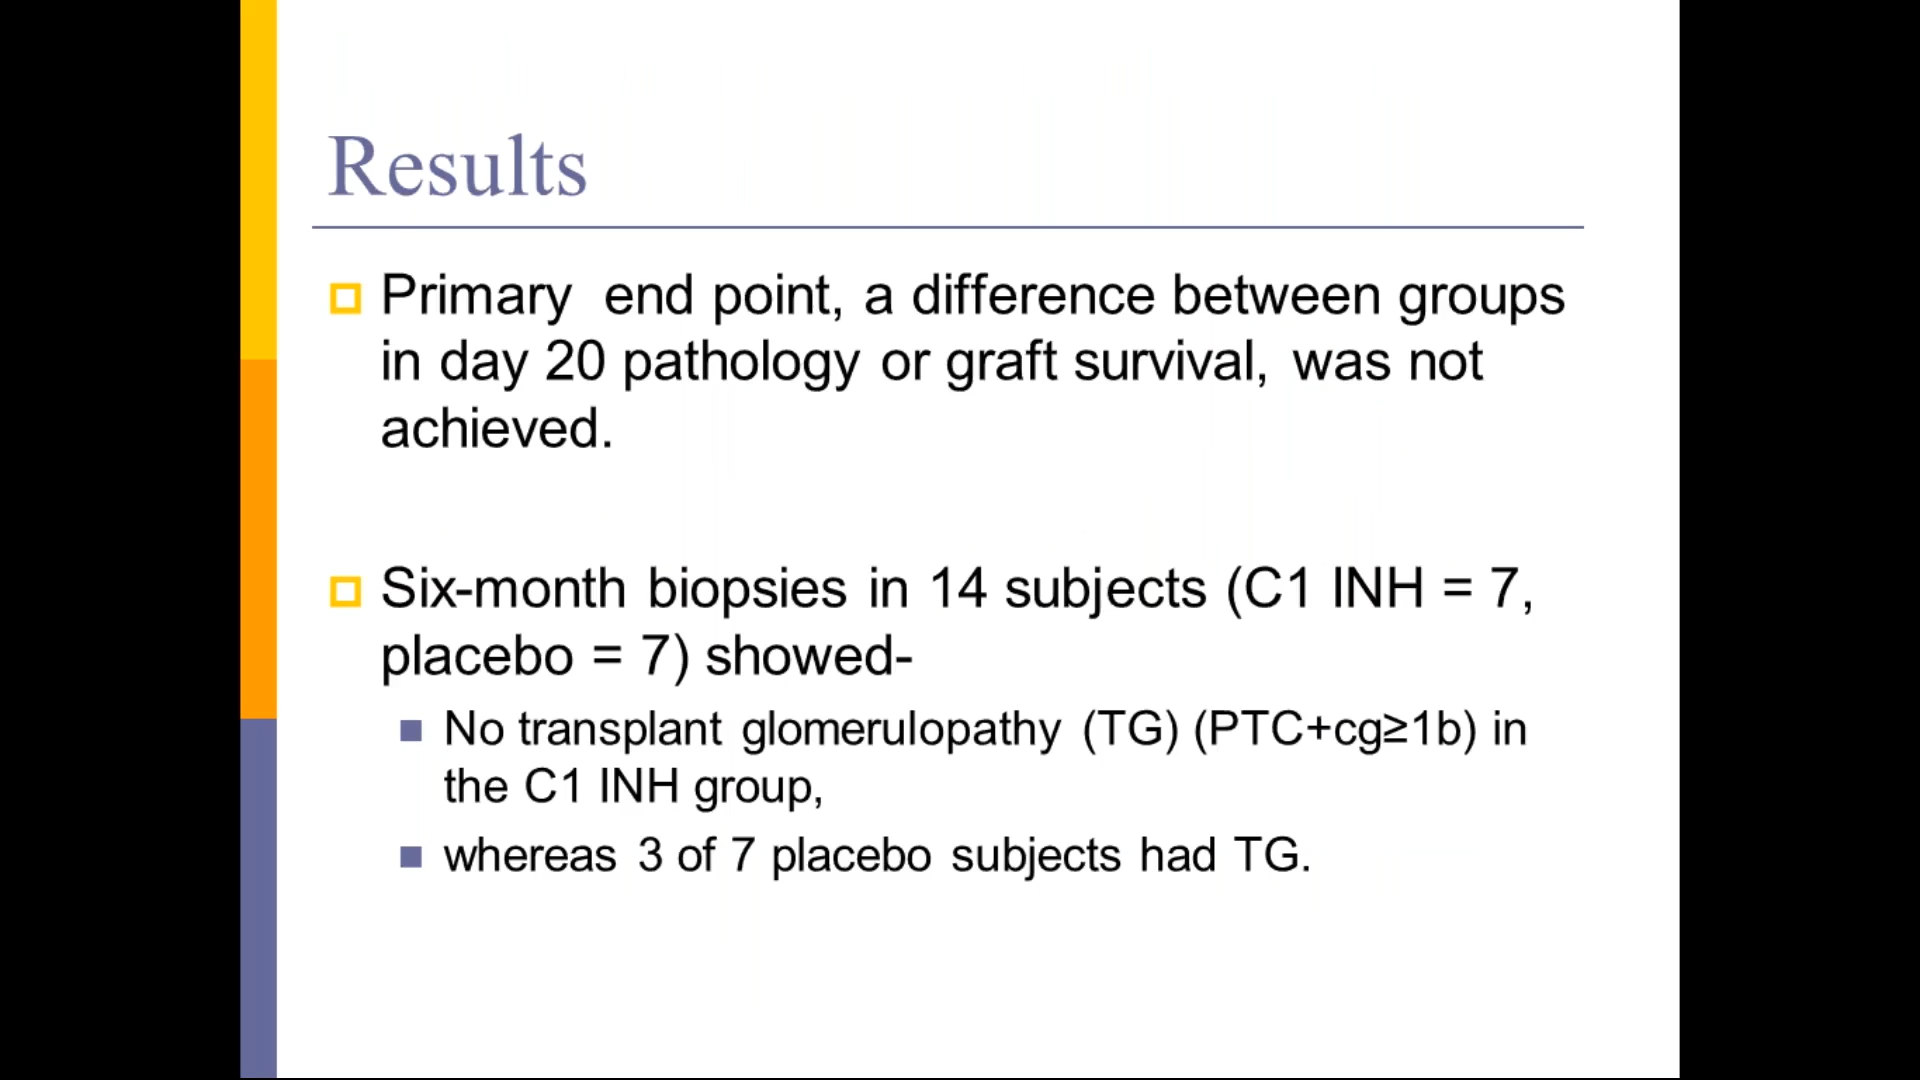 Results
Primary end point, a difference between groups
in day 20 pathology or graft survival, was not
achieved.
Six-month biopsies in 14 subjects (C1 INH = 7,
placebo = 7) showed-
No transplant glomerulopathy (TG) (PTC+cg≥1b) in
the C1 INH group,
whereas 3 of 7 placebo subjects had TG.